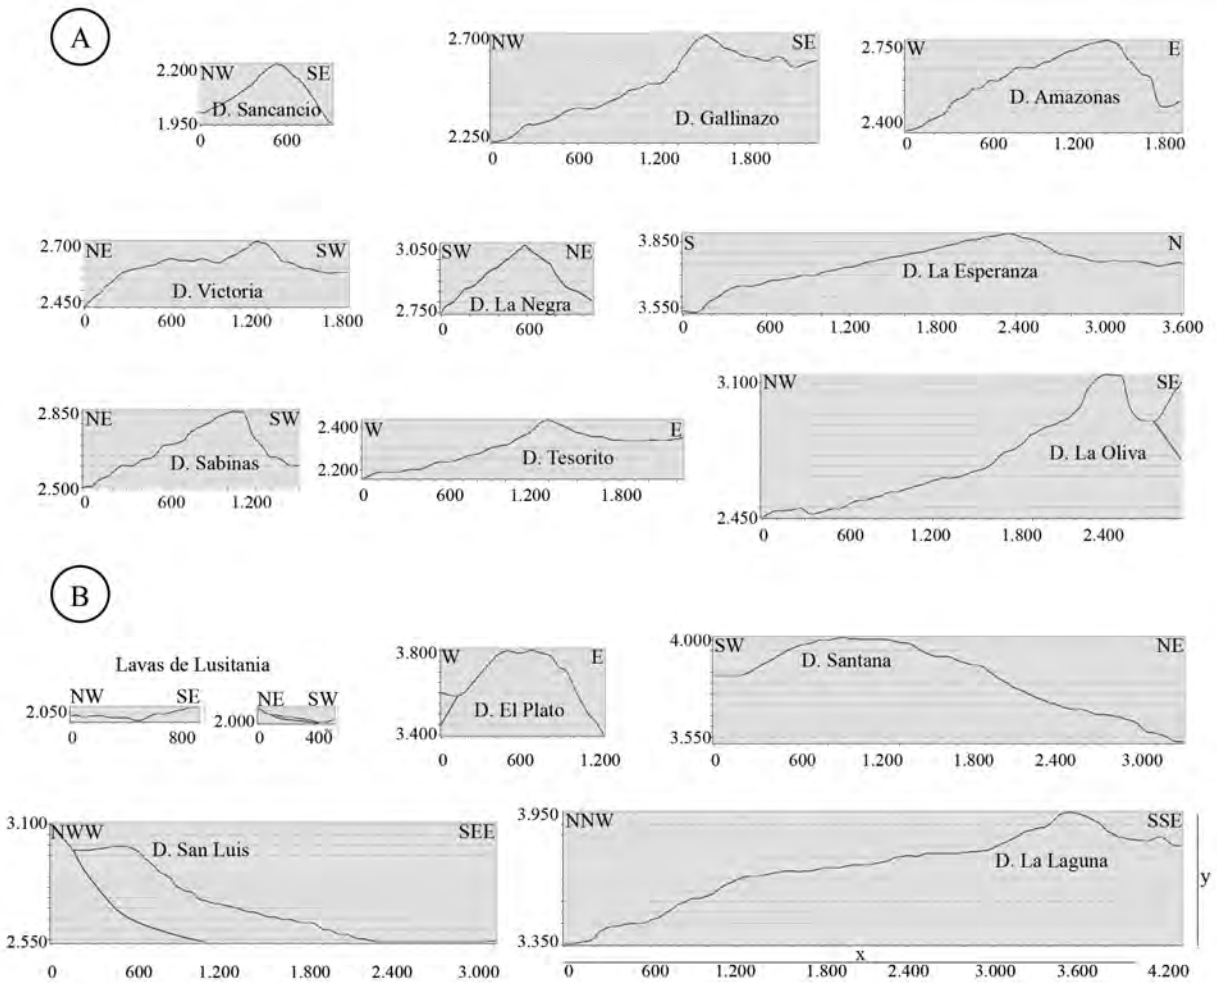 A
2.200 NW SE
D. Sancancio
1.950
0 600
2.700 NW SE
D. Gallinazo
2.250
0 600 1.200 1.800
2.750 W E
D. Amazonas
2.400
0 600 1.200 1.800
2.700 NE SW
D. Victoria
2.450
0 600 1.200 1.800
3.050 SW NE
D. La Negra
2.750
0 600
3.850 S N
D. La Esperanza
3.550
0 600 1.200 1.800 2.400 3.000 3.600
2.850 NE SW
D. Sabinas
2.500
0 600 1.200
2.400 W E
D. Tesorito
2.200
0 600 1.200 1.800
3.100 NW SE
D. La Oliva
2.450
0 600 1.200 1.800 2.400
B
Lavas de Lusitania
NW SE
2.050
0 800
NE SW
2.000
0 400
3.800 W E
D. El Plato
3.400
0 600 1.200
4.000 SW NE
D. Santana
3.550
0 600 1.200 1.800 2.400 3.000
3.100 NWW SEE
D. San Luis
2.550
0 600 1.200 1.800 2.400 3.000
3.950 NNW SSE
D. La Laguna
y
3.350
x
0 600 1.200 1.800 2.400 3.000 3.600 4.200